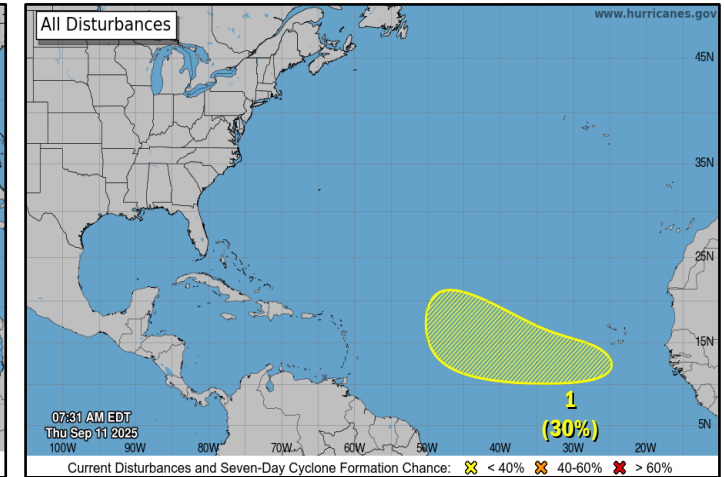 All Disturbances
www.hurricanes.gov
45N
35N
25N
15N
1
(30%)
5N
07:31 AM EDT
Thu Sep 11 2025
100W 90W 80W 70W 60W 50W 40W 30W 20W
Current Disturbances and Seven-Day Cyclone Formation Chance: < 40% 40-60% > 60%